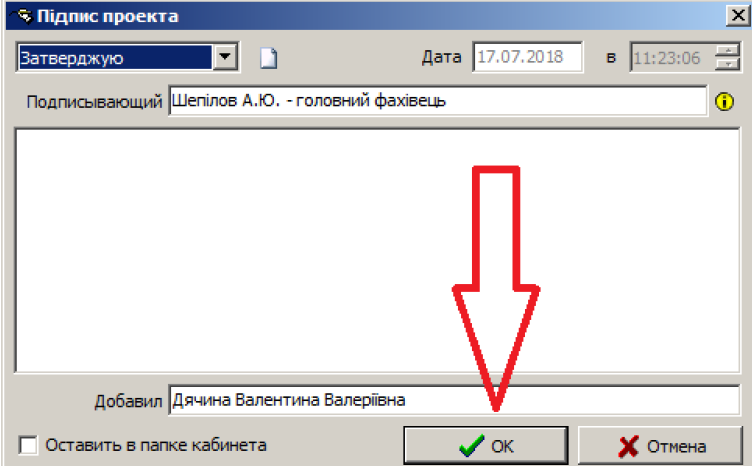 Підпис проекта
Затверджую Дата 17.07.2018 в 11:23:06
Подписывающий Шепілов А.Ю. - головний фахівець
Добавил Дячина Валентина Валеріївна
Оставить в папке кабинета OK Отмена